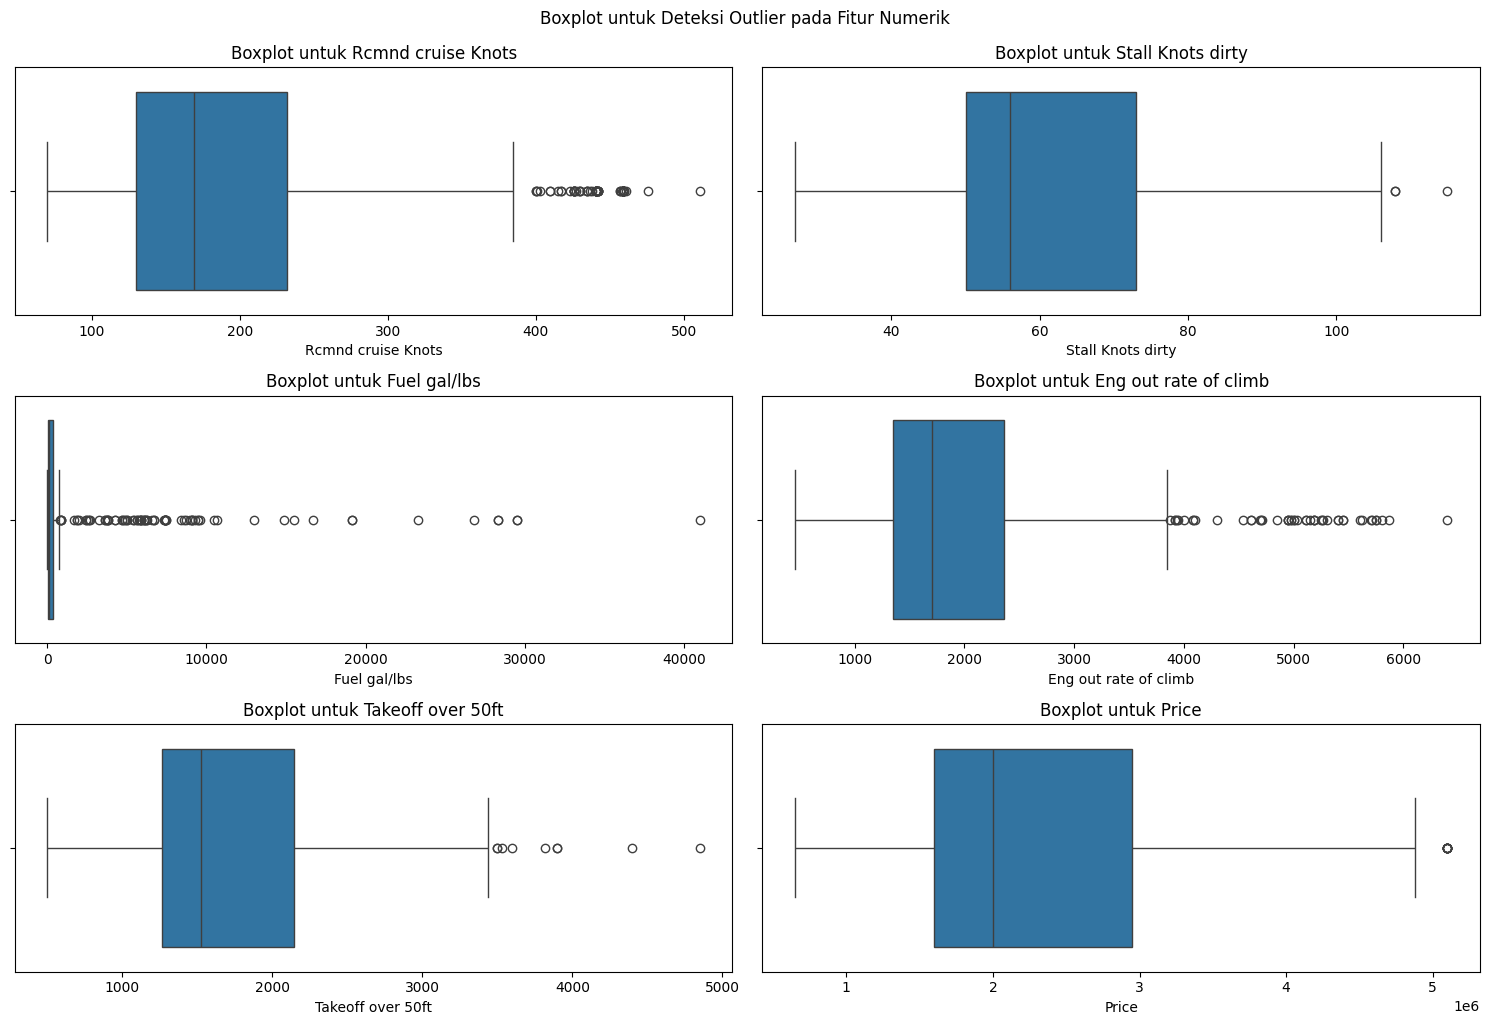 Boxplot untuk Deteksi Outlier pada Fitur Numerik
Boxplot untuk Rcmnd cruise Knots
100 200 300 400 500
Rcmnd cruise Knots
Boxplot untuk Stall Knots dirty
40 60 80 100
Stall Knots dirty
Boxplot untuk Fuel gal/lbs
0 10000 20000 30000 40000
Fuel gal/lbs
Boxplot untuk Eng out rate of climb
1000 2000 3000 4000 5000 6000
Eng out rate of climb
Boxplot untuk Takeoff over 50ft
1000 2000 3000 4000 5000
Takeoff over 50ft
Boxplot untuk Price
1 2 3 4 5
1e6
Price